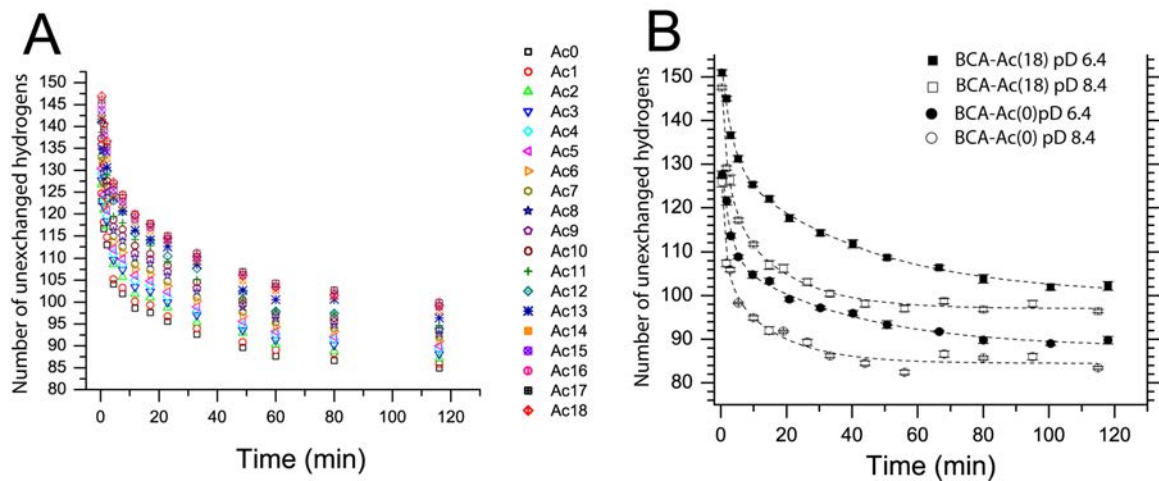 A
Number of unexchanged hydrogens
150
145
140
135
130
125
120
115
110
105
100
95
90
85
80
0 20 40 60 80 100 120
Time (min)
Ac0
Ac1
Ac2
Ac3
Ac4
Ac5
Ac6
Ac7
Ac8
Ac9
Ac10
Ac11
Ac12
Ac13
Ac14
Ac15
Ac16
Ac17
Ac18
B
Number of unexchanged hydrogens
150
140
130
120
110
100
90
80
0 20 40 60 80 100 120
Time (min)
BCA-Ac(18) pD 6.4
BCA-Ac(18) pD 8.4
BCA-Ac(0)pD 6.4
BCA-Ac(0) pD 8.4